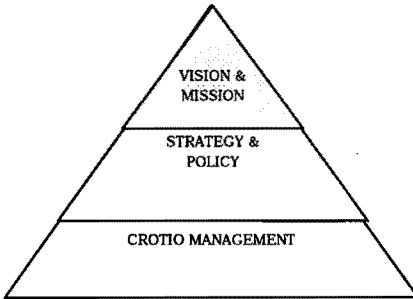 VISION &
MISSION
STRATEGY &
POLICY
CROTIO MANAGEMENT